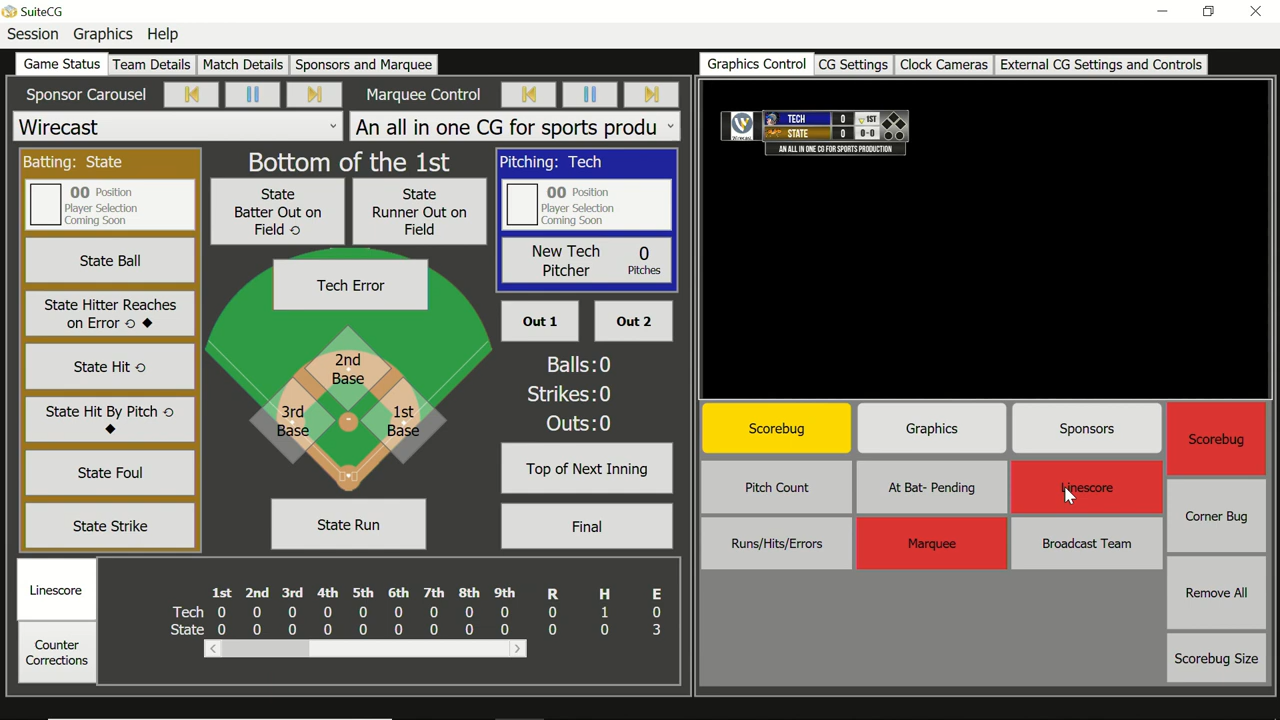 SuiteCG
Session Graphics Help
Game Status Team Details Match Details Sponsors and Marquee
Sponsor Carousel Marquee Control
Wirecast An all in one CG for sports produ
Batting: State
00 Position
Player Selection
Coming Soon
State Ball
State Hitter Reaches
on Error ⟲ ◆
State Hit ⟲
State Hit By Pitch ⟲
◆
State Foul
State Strike
Bottom of the 1st
State
Batter Out on
Field ⟲
State
Runner Out on
Field
Tech Error
2nd
Base
3rd
Base
1st
Base
State Run
Pitching: Tech
00 Position
Player Selection
Coming Soon
New Tech
Pitcher
0
Pitches
Out 1 Out 2
Balls:0
Strikes:0
Outs:0
Top of Next Inning
Final
Linescore
Counter
Corrections
1st 2nd 3rd 4th 5th 6th 7th 8th 9th R H E
Tech 0 0 0 0 0 0 0 0 0 0 1 0
State 0 0 0 0 0 0 0 0 0 0 0 3
Graphics Control CG Settings Clock Cameras External CG Settings and Controls
Wirecast
TECH 0 1ST
STATE 0 0-0
AN ALL IN ONE CG FOR SPORTS PRODUCTION
Scorebug Graphics Sponsors
Pitch Count At Bat- Pending Linescore
Runs/Hits/Errors Marquee Broadcast Team
Scorebug
Corner Bug
Remove All
Scorebug Size